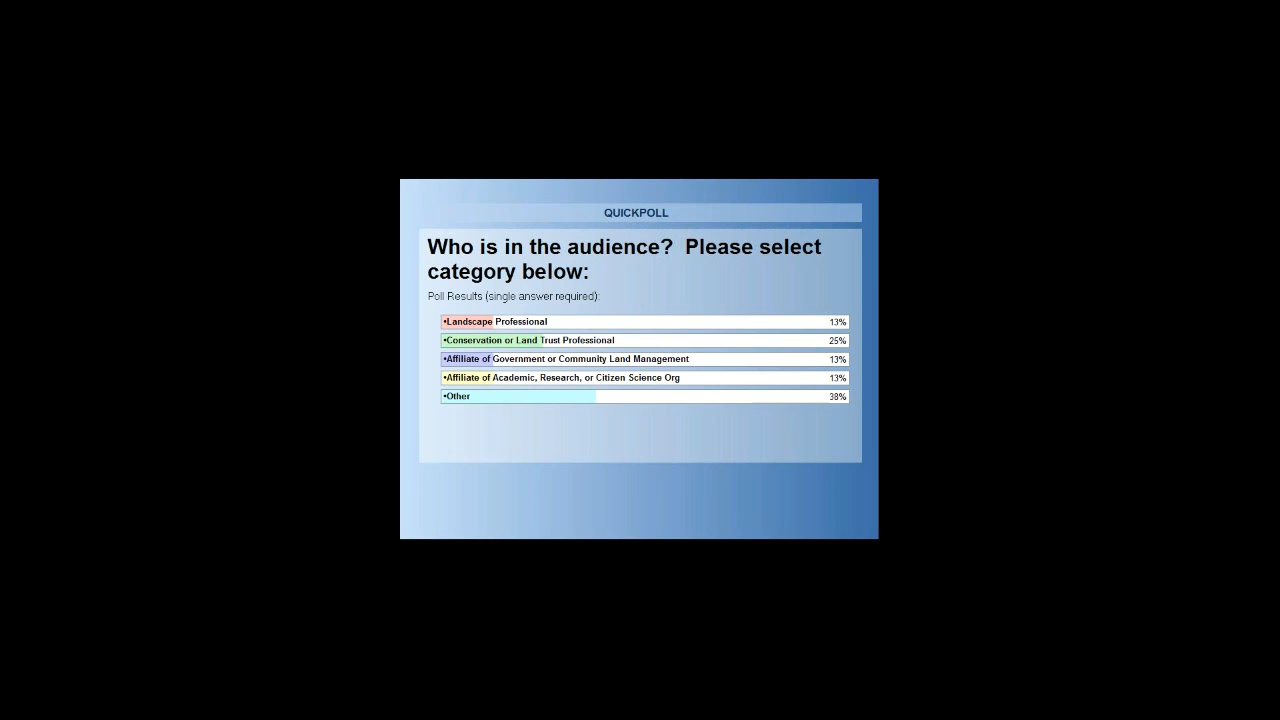 QUICKPOLL
Who is in the audience?  Please select
category below:
Poll Results (single answer required):
•Landscape Professional 13%
•Conservation or Land Trust Professional 25%
•Affiliate of Government or Community Land Management 13%
•Affiliate of Academic, Research, or Citizen Science Org 13%
•Other 38%